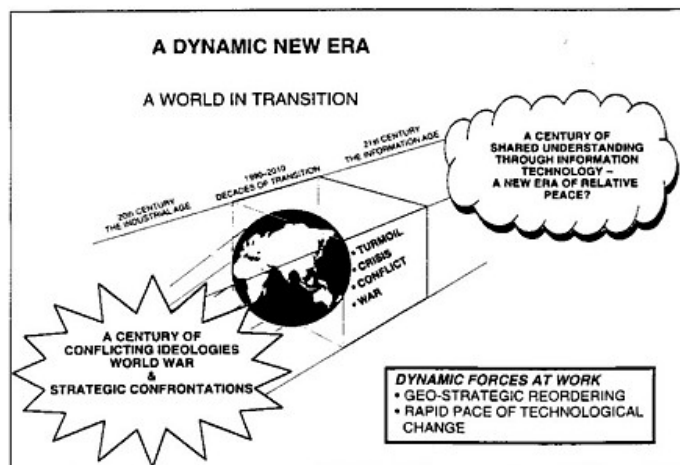 A DYNAMIC NEW ERA
A WORLD IN TRANSITION
20th CENTURY
THE INDUSTRIAL AGE
1990–2010
DECADES OF TRANSITION
21st CENTURY
THE INFORMATION AGE
A CENTURY OF
SHARED UNDERSTANDING
THROUGH INFORMATION
TECHNOLOGY –
A NEW ERA OF RELATIVE
PEACE?
• TURMOIL
• CRISIS
• CONFLICT
• WAR
A CENTURY OF
CONFLICTING IDEOLOGIES
WORLD WAR
&
STRATEGIC CONFRONTATIONS
DYNAMIC FORCES AT WORK
• GEO-STRATEGIC REORDERING
• RAPID PACE OF TECHNOLOGICAL
CHANGE